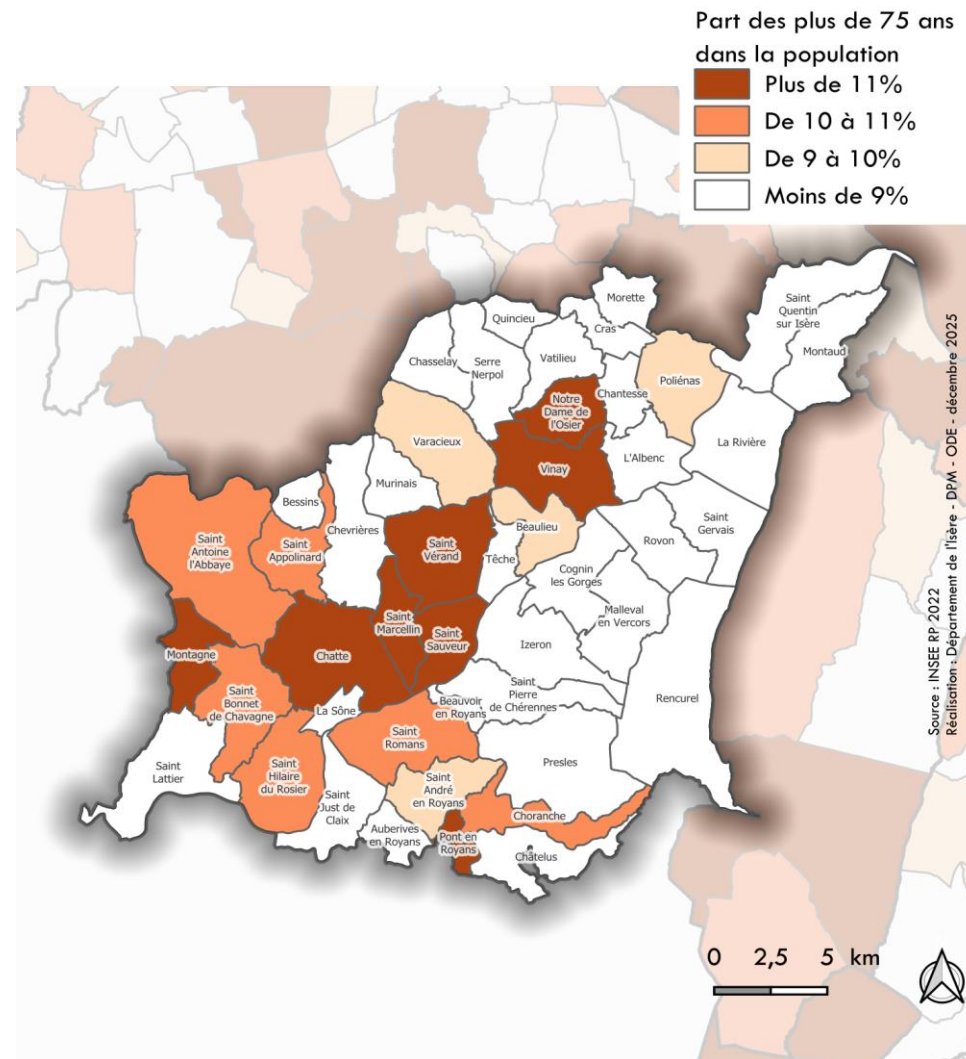 Part des plus de 75 ans
dans la population
Plus de 11%
De 10 à 11%
De 9 à 10%
Moins de 9%
Morette
Saint
Quentin
sur Isère
Quincieu
Cras
Montaud
Chasselay
Serre
Nerpol
Vatilieu
Poliénas
Chantesse
Notre
Dame de
l'Osier
Varacieux
La Rivière
L'Albenc
Vinay
Murinais
Bessins
Chevrières
Saint
Gervais
Beaulieu
Rovon
Saint
Antoine
l'Abbaye
Saint
Appolinard
Saint
Vérand
Têche
Cognin
les Gorges
Malleval
en Vercors
Saint
Marcellin
Saint
Sauveur
Izeron
Montagne
Chatte
Saint
Pierre
de Chérennes
Rencurel
Saint
Bonnet
de Chavagne
La Sône
Beauvoir
en Royans
Saint
Romans
Presles
Saint
Lattier
Saint
Hilaire
du Rosier
Saint
André
en Royans
Saint
Just de
Claix
Choranche
Auberives
en Royans
Pont en
Royans
Châtelus
Source : INSEE RP 2022
Réalisation : Département de l'Isère - DPM - ODE - décembre 2025
0 2,5 5 km